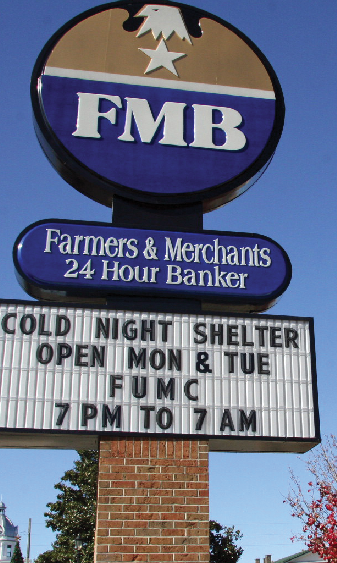 FMB
Farmers & Merchants
24 Hour Banker
COLD NIGHT SHELTER
OPEN MON & TUE
FUMC
7 PM TO 7 AM